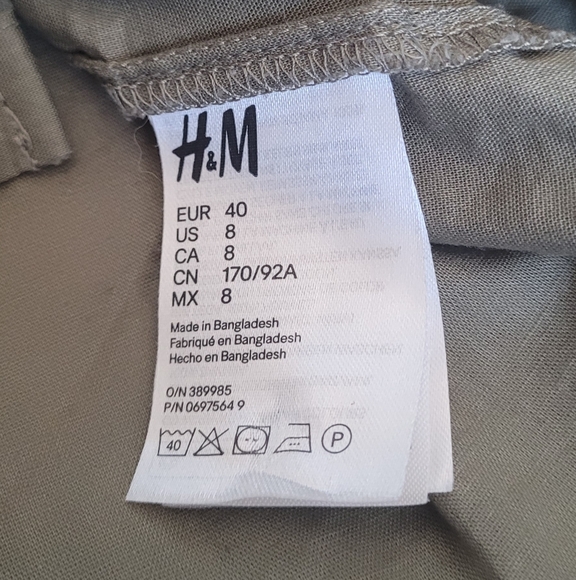 H&M
EUR 40
US 8
CA 8
CN 170/92A
MX 8
Made in Bangladesh
Fabriqué en Bangladesh
Hecho en Bangladesh
O/N 389985
P/N 0697564 9
40 P